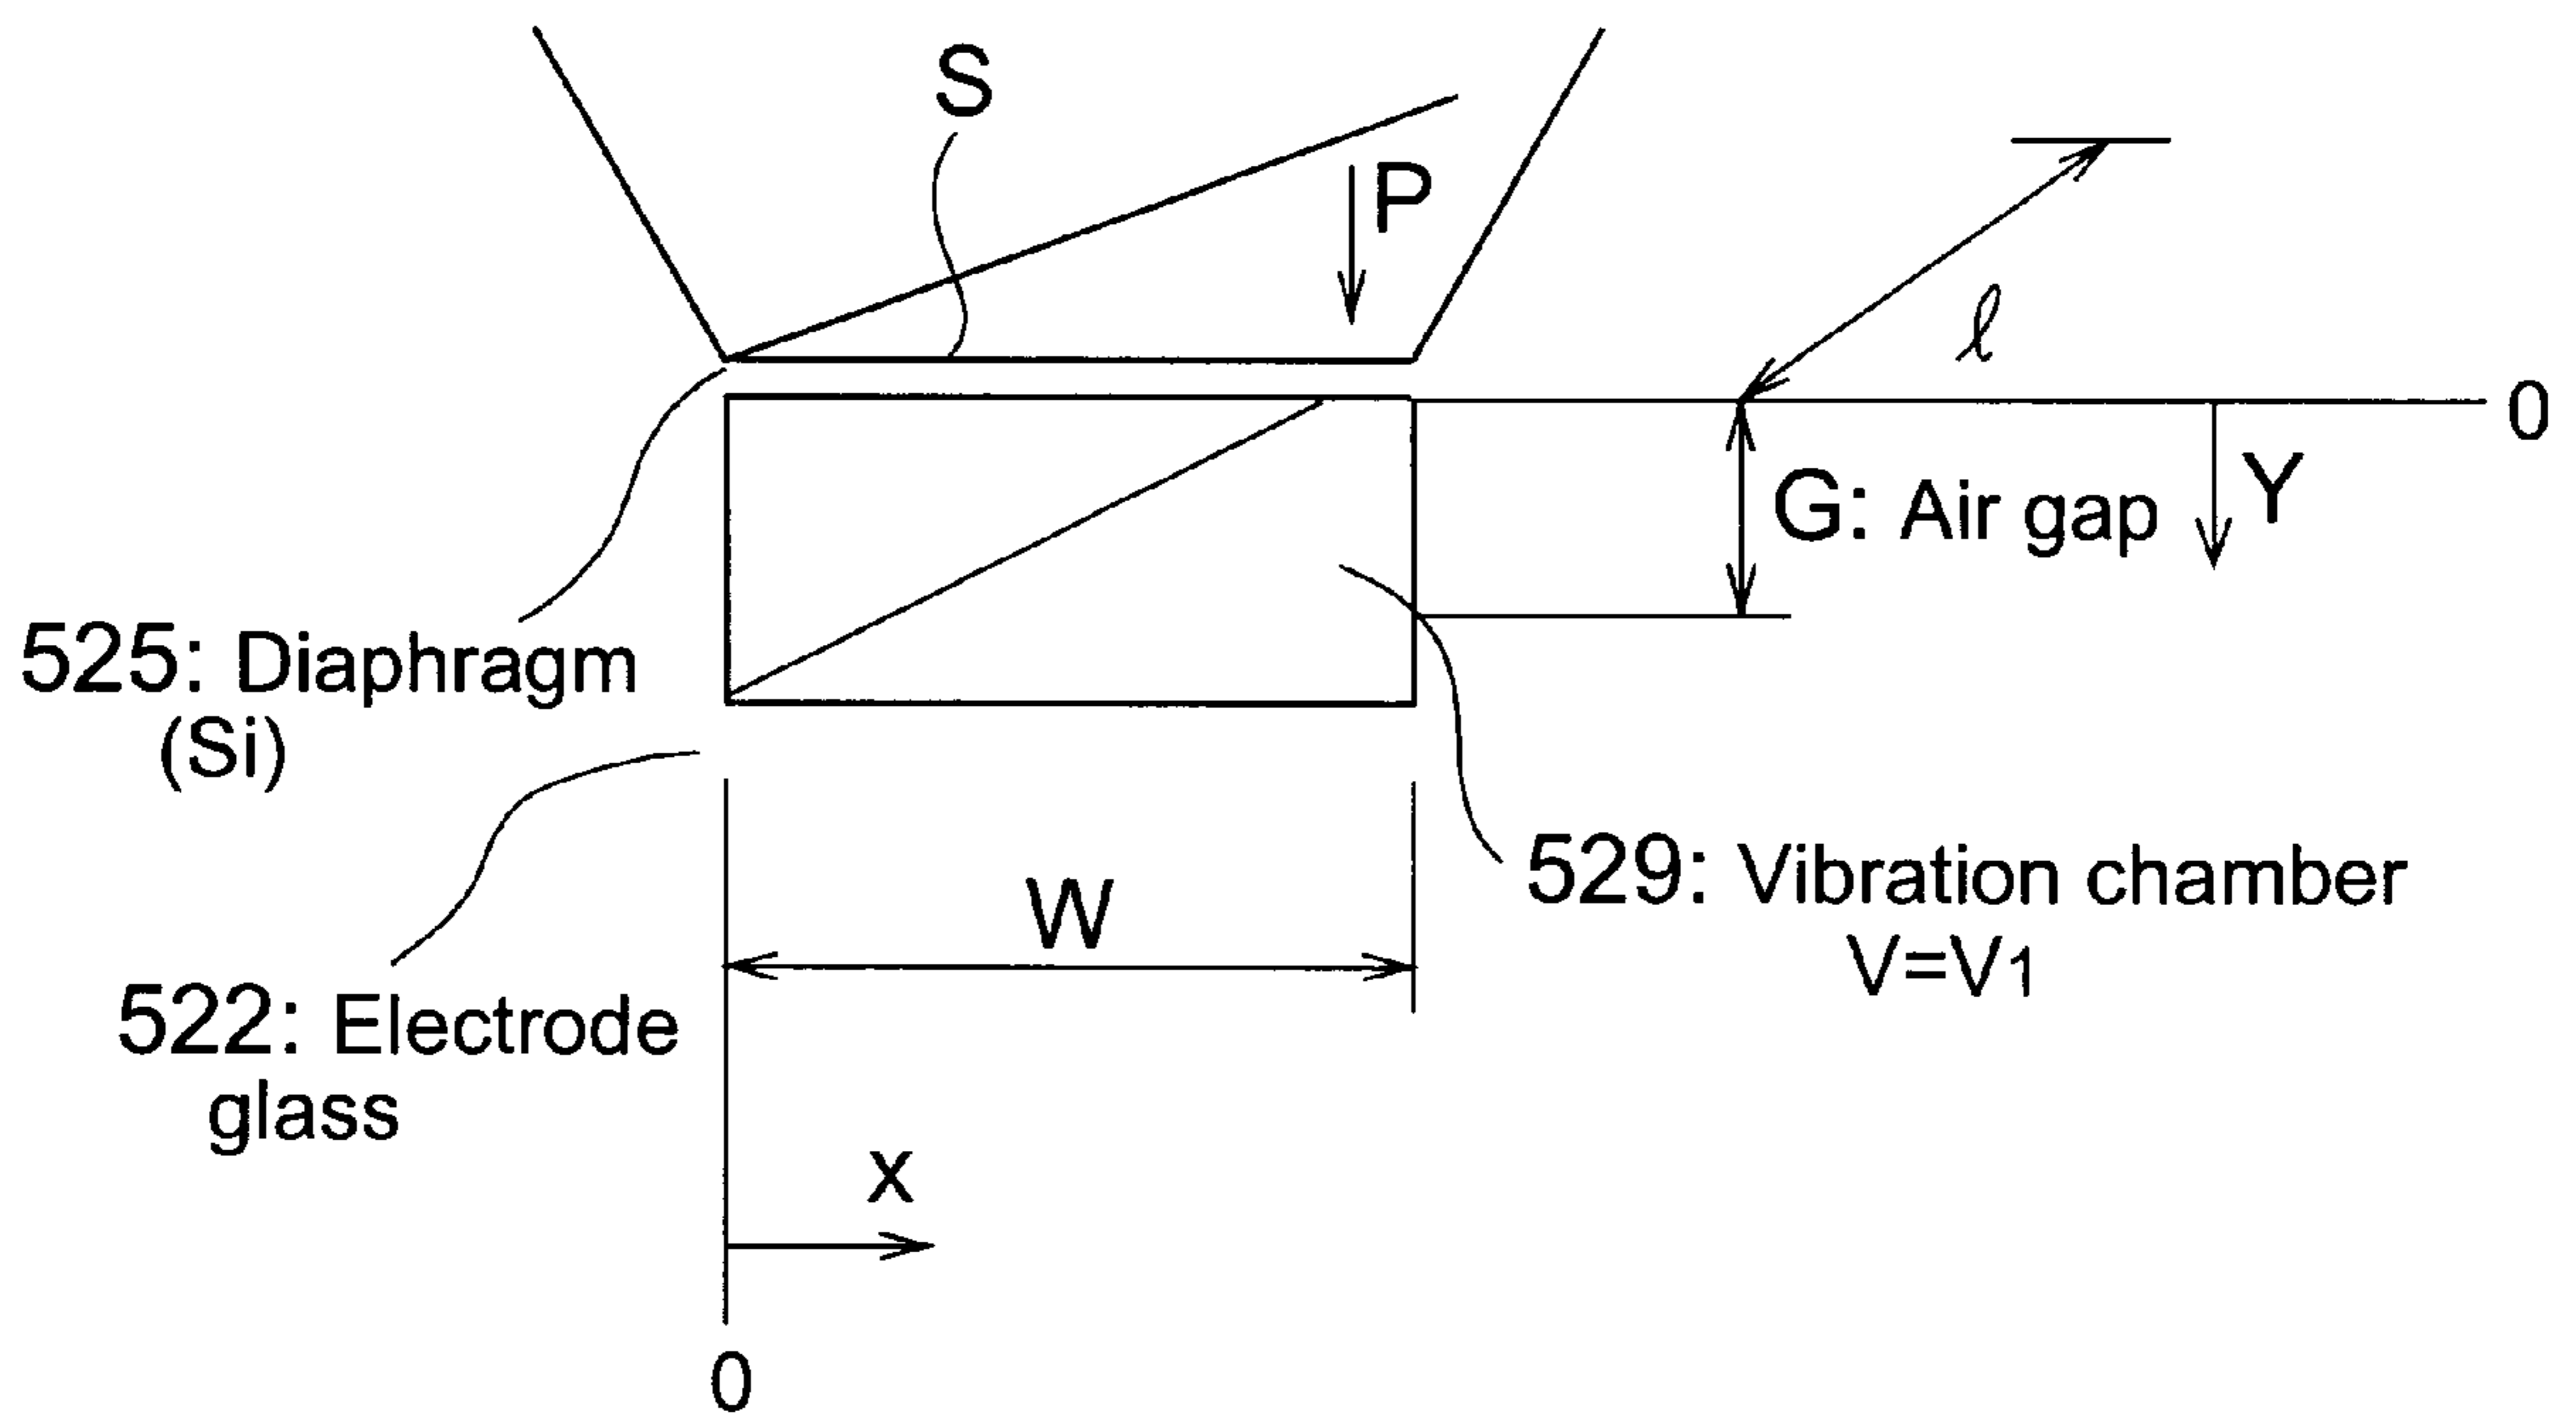 S
P
ℓ
0
G: Air gap
Y
525: Diaphragm
(Si)
529: Vibration chamber
V=V1
W
522: Electrode
glass
x
0